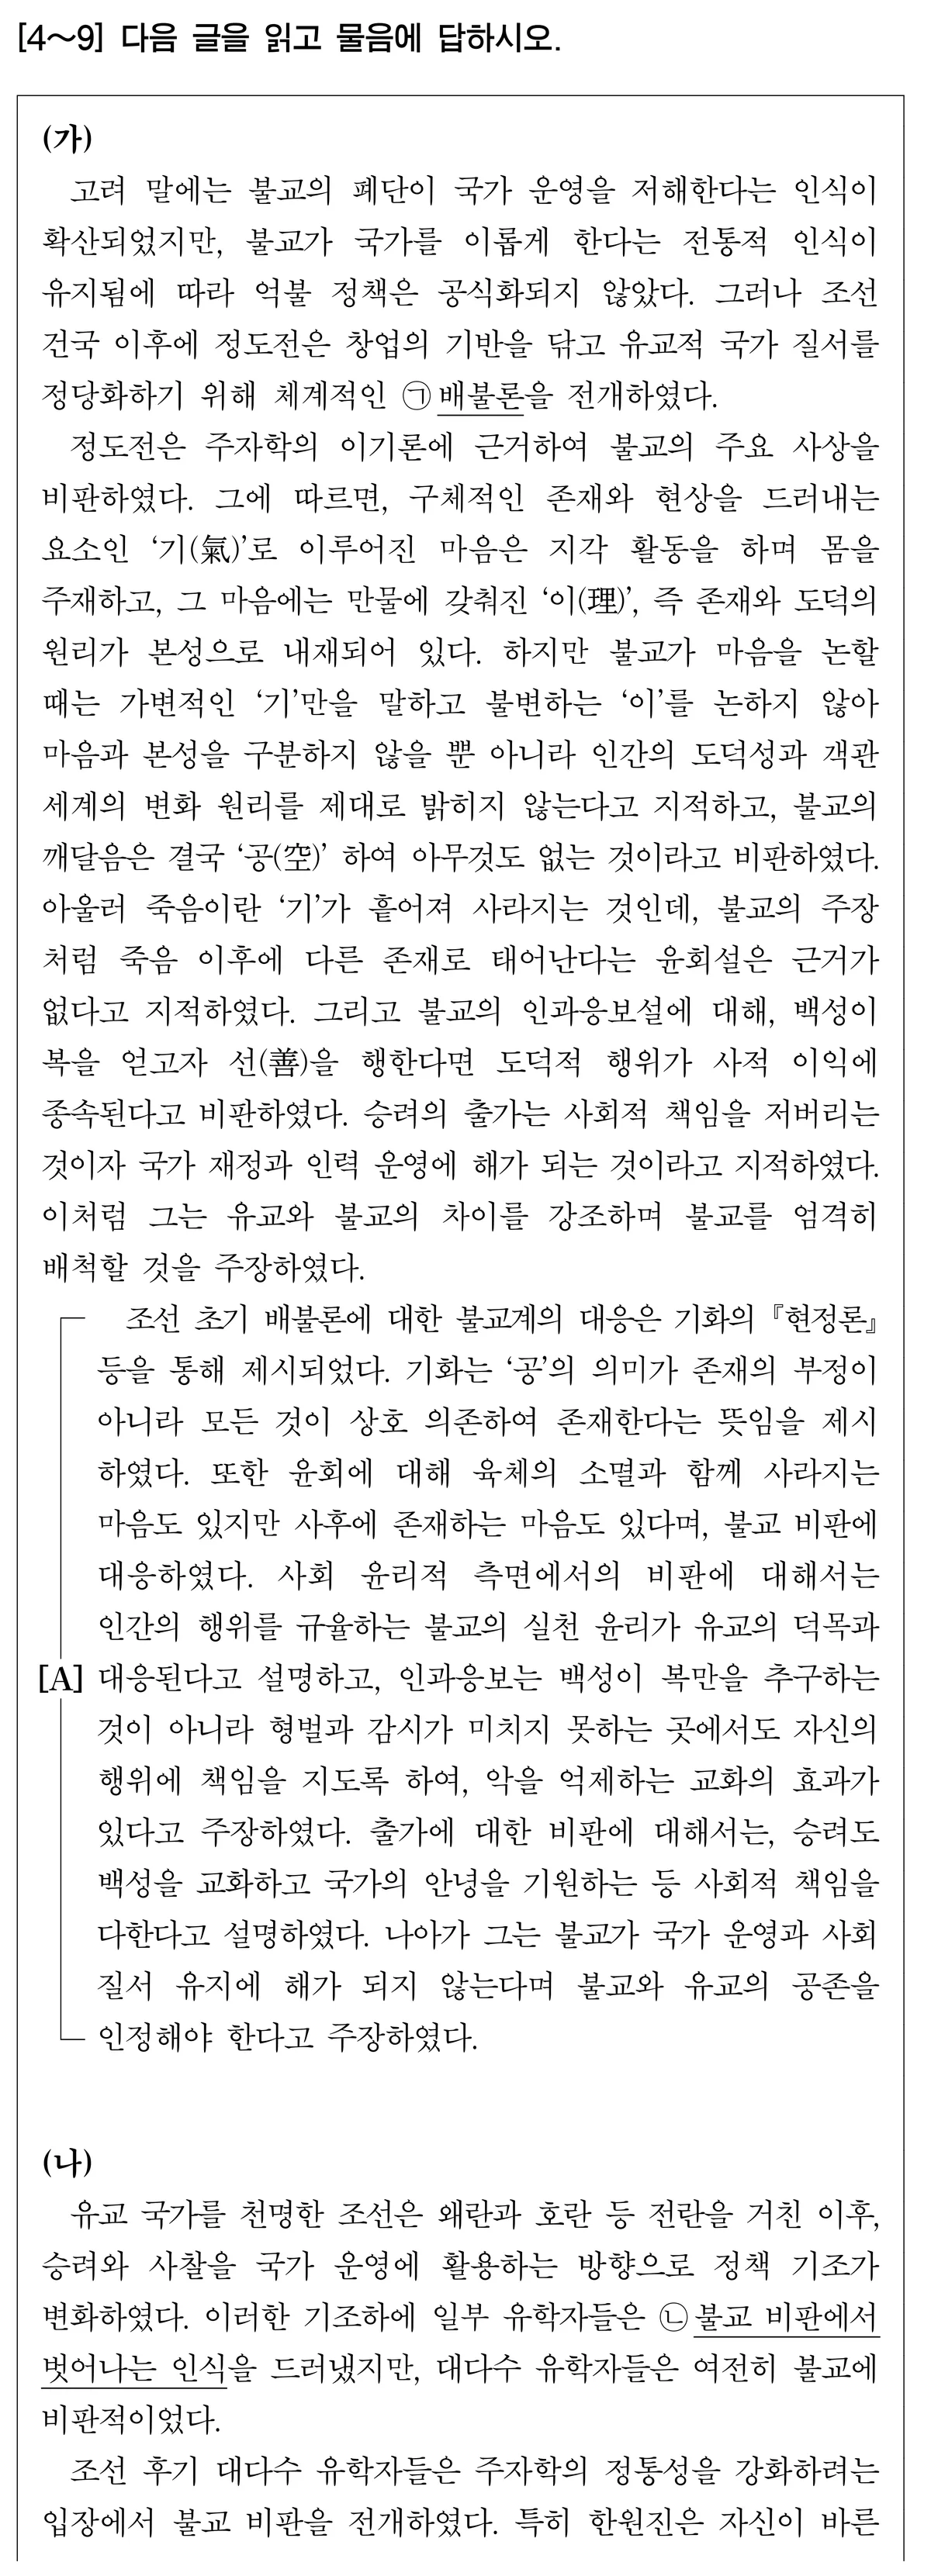 [4～9] 다음 글을 읽고 물음에 답하시오.
(가)
고려 말에는 불교의 폐단이 국가 운영을 저해한다는 인식이
확산되었지만, 불교가 국가를 이롭게 한다는 전통적 인식이
유지됨에 따라 억불 정책은 공식화되지 않았다. 그러나 조선
건국 이후에 정도전은 창업의 기반을 닦고 유교적 국가 질서를
정당화하기 위해 체계적인 ㉠배불론을 전개하였다.
정도전은 주자학의 이기론에 근거하여 불교의 주요 사상을
비판하였다. 그에 따르면, 구체적인 존재와 현상을 드러내는
요소인 ‘기(氣)’로 이루어진 마음은 지각 활동을 하며 몸을
주재하고, 그 마음에는 만물에 갖춰진 ‘이(理)’, 즉 존재와 도덕의
원리가 본성으로 내재되어 있다. 하지만 불교가 마음을 논할
때는 가변적인 ‘기’만을 말하고 불변하는 ‘이’를 논하지 않아
마음과 본성을 구분하지 않을 뿐 아니라 인간의 도덕성과 객관
세계의 변화 원리를 제대로 밝히지 않는다고 지적하고, 불교의
깨달음은 결국 ‘공(空)’ 하여 아무것도 없는 것이라고 비판하였다.
아울러 죽음이란 ‘기’가 흩어져 사라지는 것인데, 불교의 주장
처럼 죽음 이후에 다른 존재로 태어난다는 윤회설은 근거가
없다고 지적하였다. 그리고 불교의 인과응보설에 대해, 백성이
복을 얻고자 선(善)을 행한다면 도덕적 행위가 사적 이익에
종속된다고 비판하였다. 승려의 출가는 사회적 책임을 저버리는
것이자 국가 재정과 인력 운영에 해가 되는 것이라고 지적하였다.
이처럼 그는 유교와 불교의 차이를 강조하며 불교를 엄격히
배척할 것을 주장하였다.
조선 초기 배불론에 대한 불교계의 대응은 기화의 『현정론』
등을 통해 제시되었다. 기화는 ‘공’의 의미가 존재의 부정이
아니라 모든 것이 상호 의존하여 존재한다는 뜻임을 제시
하였다. 또한 윤회에 대해 육체의 소멸과 함께 사라지는
마음도 있지만 사후에 존재하는 마음도 있다며, 불교 비판에
대응하였다. 사회 윤리적 측면에서의 비판에 대해서는
인간의 행위를 규율하는 불교의 실천 윤리가 유교의 덕목과
[A] 대응된다고 설명하고, 인과응보는 백성이 복만을 추구하는
것이 아니라 형벌과 감시가 미치지 못하는 곳에서도 자신의
행위에 책임을 지도록 하여, 악을 억제하는 교화의 효과가
있다고 주장하였다. 출가에 대한 비판에 대해서는, 승려도
백성을 교화하고 국가의 안녕을 기원하는 등 사회적 책임을
다한다고 설명하였다. 나아가 그는 불교가 국가 운영과 사회
질서 유지에 해가 되지 않는다며 불교와 유교의 공존을
인정해야 한다고 주장하였다.
(나)
유교 국가를 천명한 조선은 왜란과 호란 등 전란을 거친 이후,
승려와 사찰을 국가 운영에 활용하는 방향으로 정책 기조가
변화하였다. 이러한 기조하에 일부 유학자들은 ㉡불교 비판에서
벗어나는 인식을 드러냈지만, 대다수 유학자들은 여전히 불교에
비판적이었다.
조선 후기 대다수 유학자들은 주자학의 정통성을 강화하려는
입장에서 불교 비판을 전개하였다. 특히 한원진은 자신이 바른